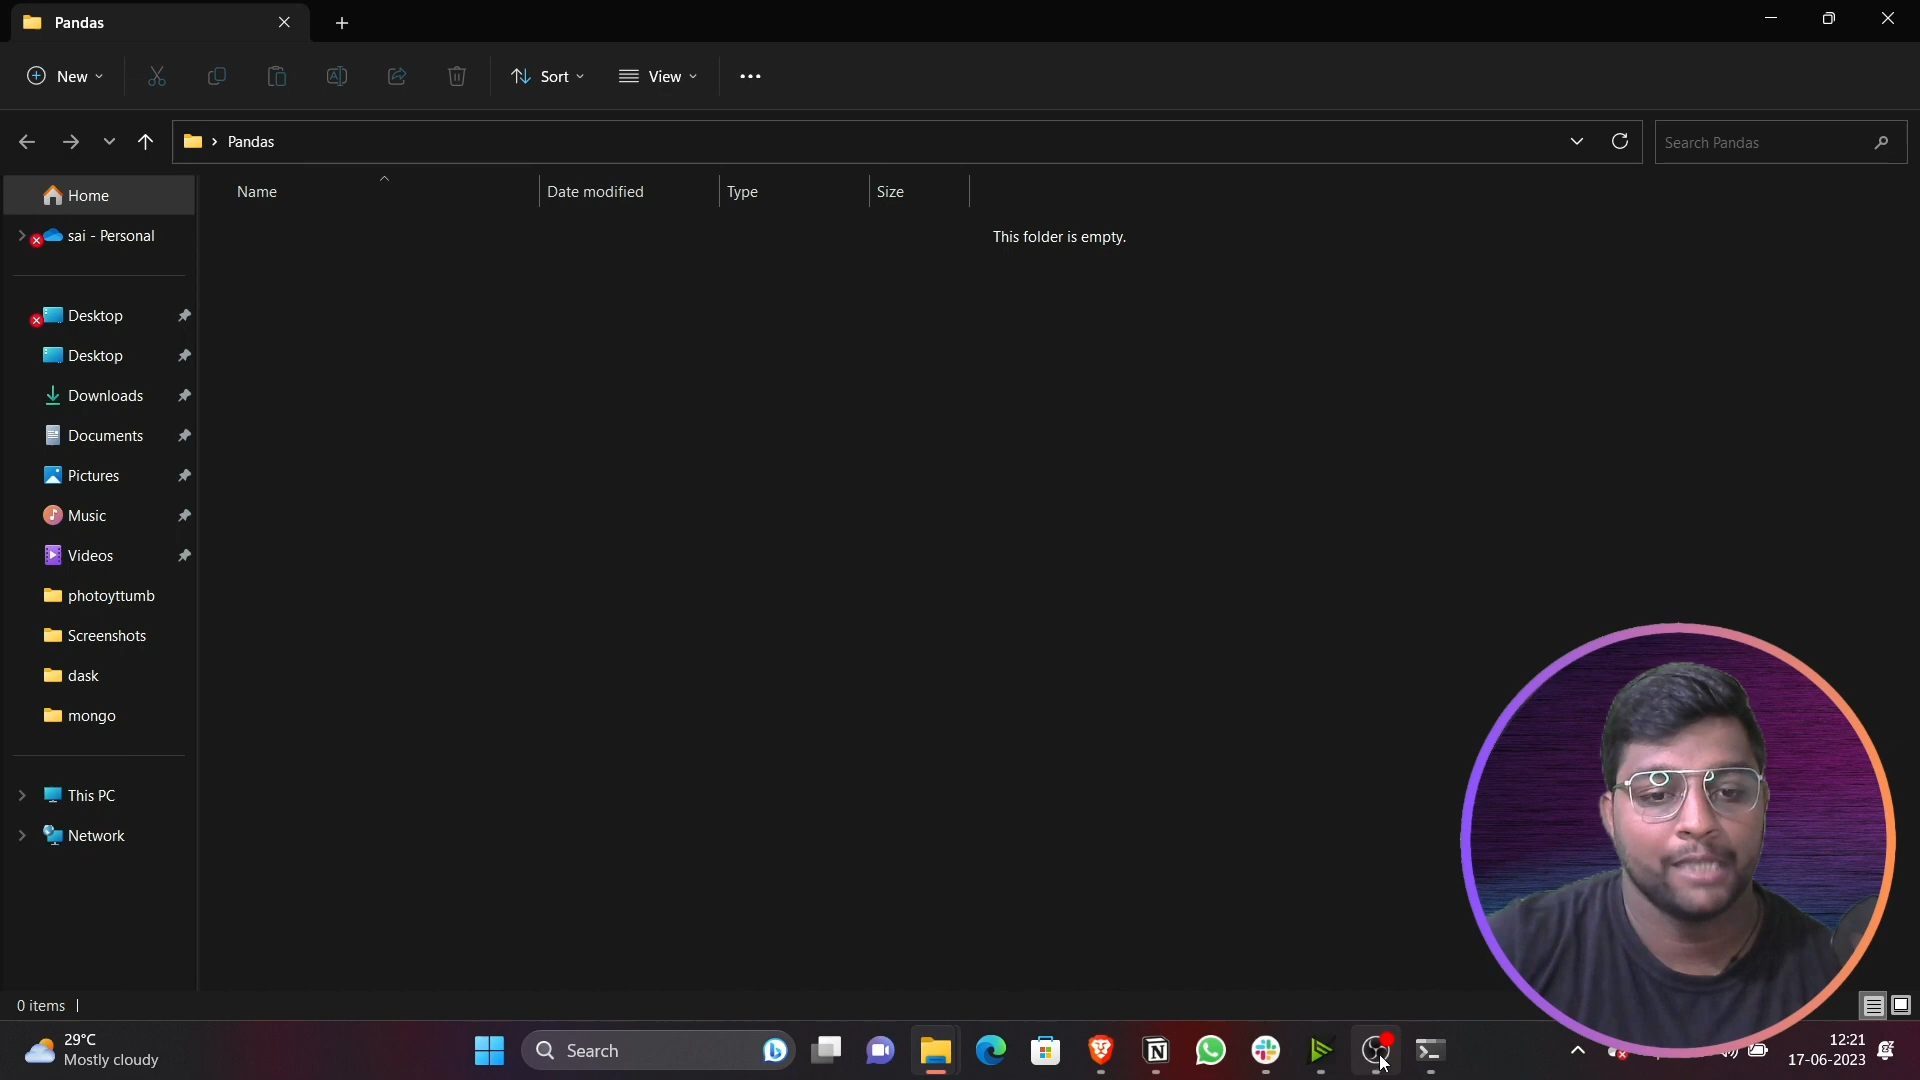 Pandas
New
Sort
View
Pandas
Search Pandas
Home
sai - Personal
Desktop
Desktop
Downloads
Documents
Pictures
Music
Videos
photoyttumb
Screenshots
dask
mongo
This PC
Network
Name
Date modified
Type
Size
This folder is empty.
0 items
29°C
Mostly cloudy
Search
12:21
17-06-2023